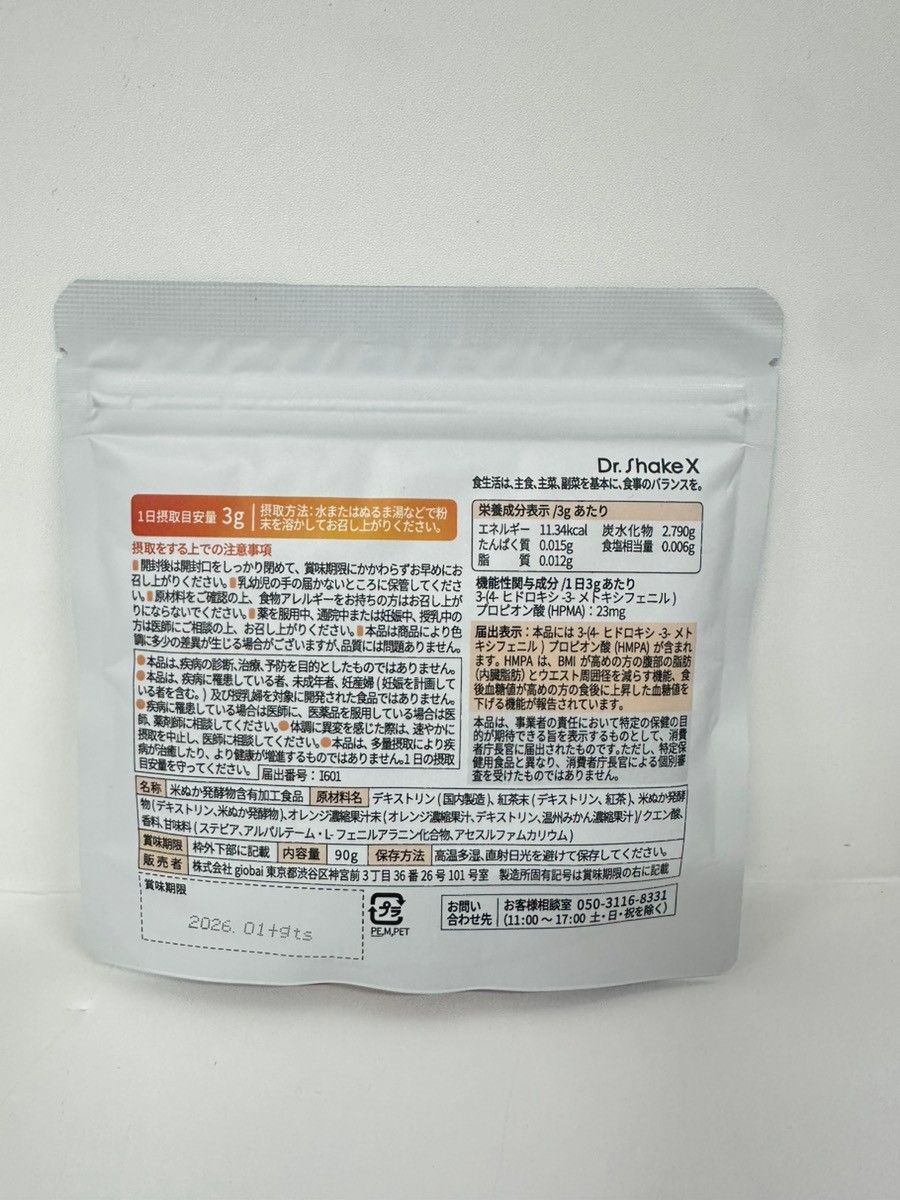 Dr.ShakeX
食生活は、主食、主菜、副菜を基本に、食事のバランスを。
1日摂取目安量 3g
摂取方法：水またはぬるま湯などで粉
末を溶かしてお召し上がりください。
摂取をする上での注意事項
開封後は開封口をしっかり閉めて、賞味期限にかかわらずお早めにお
召し上がりください。 乳幼児の手の届かないところに保管してくださ
い。 原材料をご確認の上、食物アレルギーをお持ちの方はお召し上が
りにならないでください。 薬を服用中、通院中または妊娠中、授乳中の
方は医師にご相談の上、お召し上がりください。 本品は商品により色
調に多少の差異が生じる場合がございますが、品質には問題ありません。
●本品は、疾病の診断、治療、予防を目的としたものではありません。
●本品は、疾病に罹患している者、未成年者、妊産婦（妊娠を計画して
いる者を含む。）及び授乳婦を対象に開発された食品ではありません。
●疾病に罹患している場合は医師に、医薬品を服用している場合は医
師、薬剤師に相談してください。●体調に異変を感じた際は、速やかに
摂取を中止し、医師に相談してください。●本品は、多量摂取により疾
病が治癒したり、より健康が増進するものではありません。1日の摂取
目安量を守ってください。
届出番号：I601
栄養成分表示 /3g あたり
エネルギー 11.34kcal 炭水化物 2.790g
たんぱく質 0.015g 食塩相当量 0.006g
脂 質 0.012g
機能性関与成分 /1日3gあたり
3-(4- ヒドロキシ -3- メトキシフェニル )
プロピオン酸 (HPMA)：23mg
届出表示：本品には 3-(4- ヒドロキシ -3- メト
キシフェニル ) プロピオン酸 (HMPA) が含まれ
ます。HMPA は、BMI が高めの方の腹部の脂肪
（内臓脂肪）とウエスト周囲径を減らす機能、食
後血糖値が高めの方の食後に上昇した血糖値を
下げる機能が報告されています。
本品は、事業者の責任において特定の保健の目
的が期待できる旨を表示するものとして、消費
者庁長官に届出されたものです。ただし、特定保
健用食品と異なり、消費者庁長官による個別審
査を受けたものではありません。
名称 米ぬか発酵物含有加工食品 原材料名 デキストリン（国内製造）、紅茶末（デキストリン、紅茶）、米ぬか発酵
物（デキストリン、米ぬか発酵物）、オレンジ濃縮果汁末（オレンジ濃縮果汁、デキストリン、温州みかん濃縮果汁）/クエン酸、
香料、甘味料（ステビア、アルパルテーム・L-フェニルアラニン化合物、アセスルファムカリウム）
賞味期限 枠外下部に記載 内容量 90g 保存方法 高温多湿、直射日光を避けて保存してください。
販売者 株式会社 giobai 東京都渋谷区神宮前3丁目36番26号101号室 製造所固有記号は賞味期限の右に記載
賞味期限
2026. 01+gts
プラ
PE,M,PET
お問い
合わせ先
お客様相談室 050-3116-8331
（11:00 ～ 17:00 土・日・祝を除く）